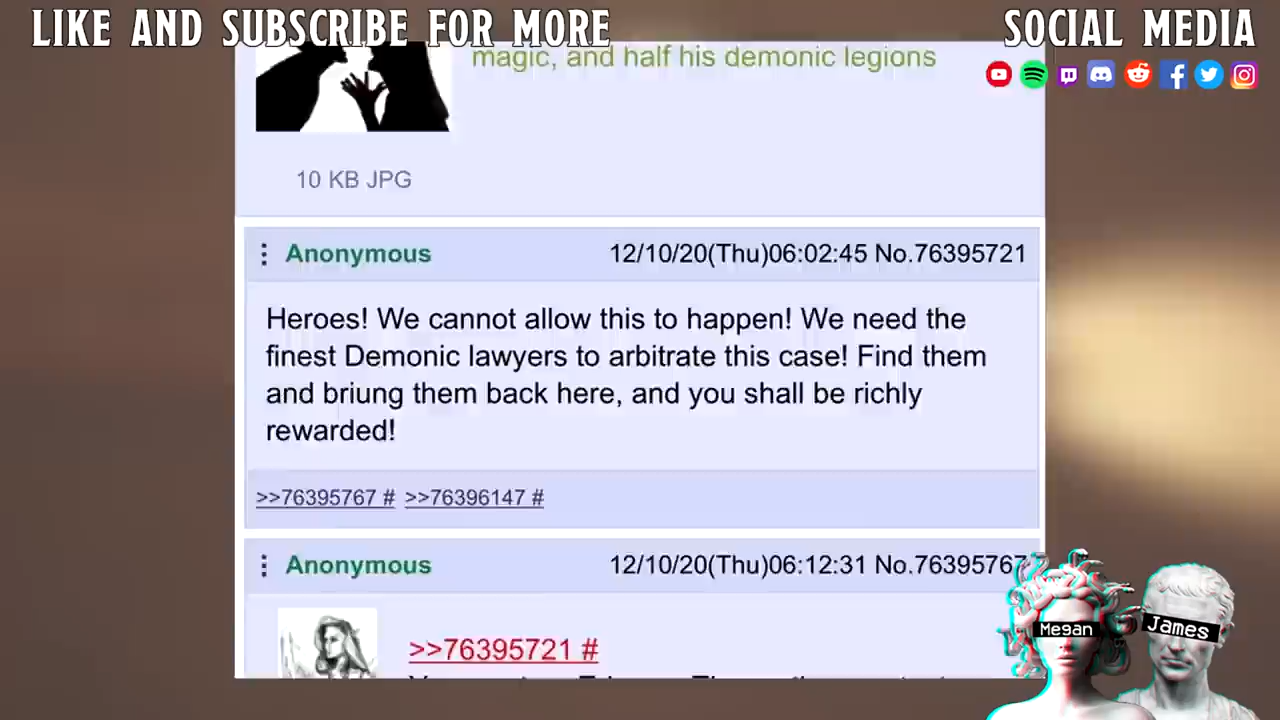 LIKE AND SUBSCRIBE FOR MORE
SOCIAL MEDIA
magic, and half his demonic legions
10 KB JPG
Anonymous 12/10/20(Thu)06:02:45 No.76395721
Heroes! We cannot allow this to happen! We need the
finest Demonic lawyers to arbitrate this case! Find them
and briung them back here, and you shall be richly
rewarded!
>>76395767 # >>76396147 #
Anonymous 12/10/20(Thu)06:12:31 No.76395767
>>76395721 #
Megan
James